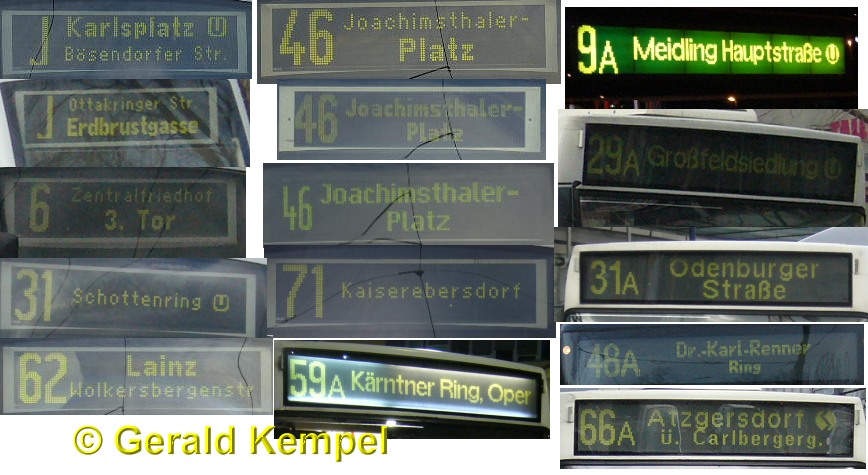 J Karlsplatz U
Bösendorfer Str.
J Ottakringer Str.
Erdbrustgasse
6 Zentralfriedhof
3. Tor
31 Schottenring U
62 Lainz
Wolkersbergenstr
46 Joachimsthaler-
Platz
46 Joachimsthaler-
Platz
46 Joachimsthaler-
Platz
71 Kaiserebersdorf
59A Kärntner Ring, Oper
9A Meidling Hauptstraße U
29A Großfeldsiedlung U
31A Ödenburger
Straße
48A Dr.-Karl-Renner
Ring
66A Atzgersdorf
ü. Carlbergerg.
© Gerald Kempel